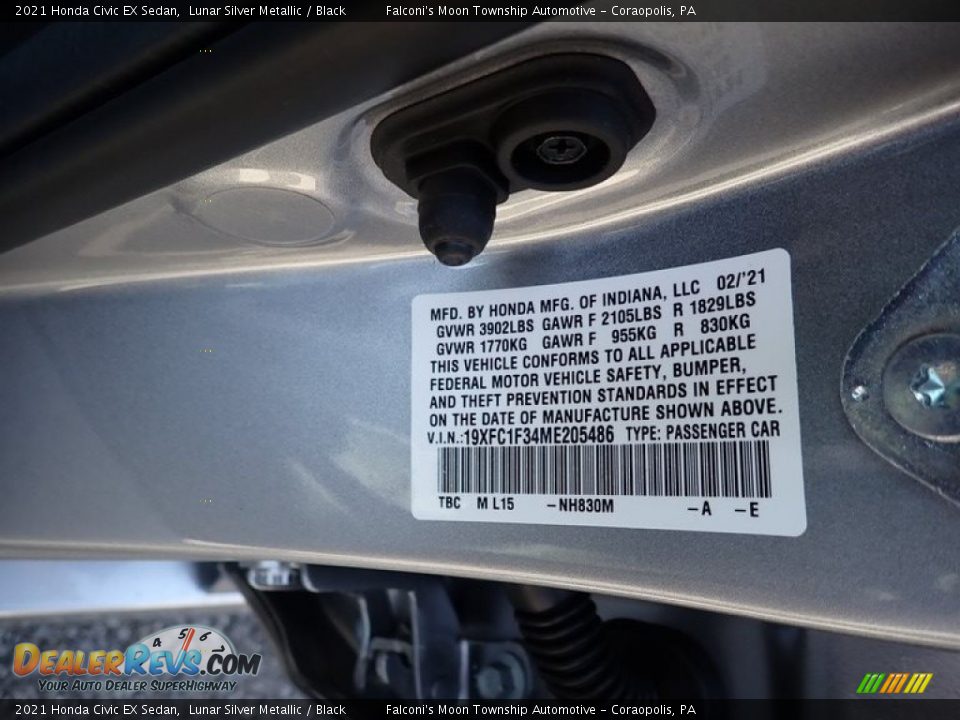 2021 Honda Civic EX Sedan, Lunar Silver Metallic / Black Falconi's Moon Township Automotive - Coraopolis, PA
MFD. BY HONDA MFG. OF INDIANA, LLC 02/'21
GVWR 3902LBS GAWR F 2105LBS R 1829LBS
GVWR 1770KG GAWR F 955KG R 830KG
THIS VEHICLE CONFORMS TO ALL APPLICABLE
FEDERAL MOTOR VEHICLE SAFETY, BUMPER,
AND THEFT PREVENTION STANDARDS IN EFFECT
ON THE DATE OF MANUFACTURE SHOWN ABOVE.
V.I.N.:19XFC1F34ME205486 TYPE: PASSENGER CAR
TBC M L15 -NH830M -A -E
4 5 6
DEALERREVS.COM
YOUR AUTO DEALER SUPERHIGHWAY
2021 Honda Civic EX Sedan, Lunar Silver Metallic / Black Falconi's Moon Township Automotive - Coraopolis, PA